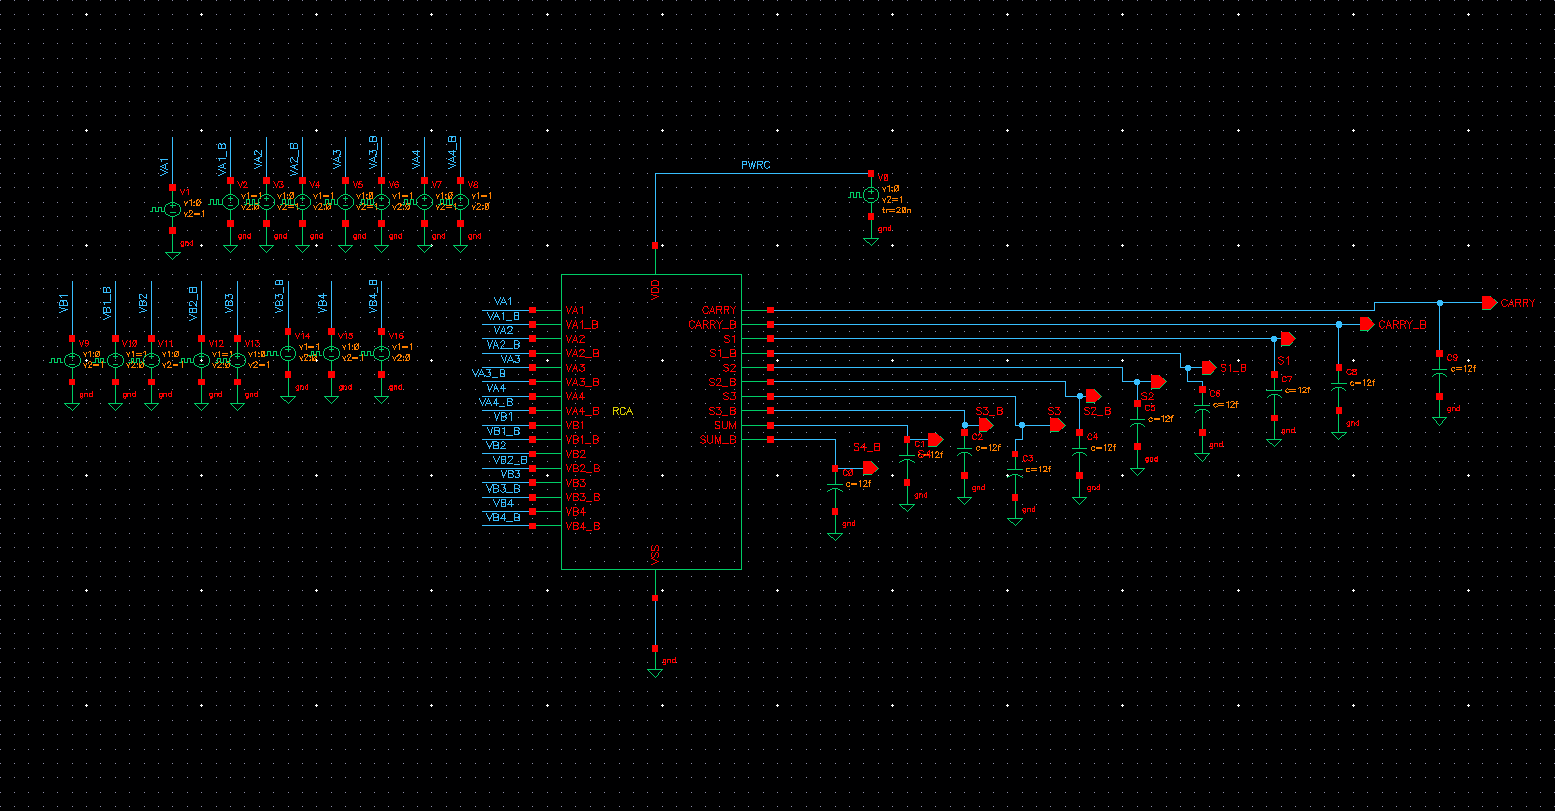 VA1
VA1_B
VA2
VA2_B
VA3
VA3_B
VA4
VA4_B
V1
v1:0
v2=1
gnd
V2
v1=1
v2:0
gnd
V3
v1:0
v2=1
gnd
V4
v1=1
gnd
V5
v1:0
v2=1
gnd
v1=1
v2:0
gnd
V7
v1:0
v2=1
gnd
V8
v1=1
v2:0
gnd
PWRC
V0
v1:0
v2=1
tr=20n
gnd
VB1
VB1_B
VB2
VB2_B
VB3
VB3_B
VB4
VB4_B
V9
v1:0
v2=1
gnd
V10
v1=1
v2:0
gnd
V11
v1:0
v2=1
gnd
V12
v1=1
v2:0
gnd
V13
v1:0
v2=1
gnd
V14
v1=1
v2:0
gnd
V15
v1:0
v2=1
gnd
V16
v1=1
v2:0
gnd
VA1
VA1_B
VA2
VA2_B
VA3
VA3_B
VA4
VA4_B
VB1
VB1_B
VB2
VB2_B
VB3
VB3_B
VB4
VB4_B
VDD
VA1
VA1_B
VA2
VA2_B
VA3
VA3_B
VA4
VA4_B
VB1
VB1_B
VB2
VB2_B
VB3
VB3_B
VB4
VB4_B
RCA
CARRY
CARRY_B
S1
S1_B
S2
S2_B
S3
S3_B
SUM
SUM_B
VSS
gnd
CARRY
CARRY_B
S1
S1_B
S2
S2_B
S3
S3_B
S4_B
C9
c=12f
gnd
C8
c=12f
gnd
C7
c=12f
gnd
C6
c=12f
gnd
C5
c=12f
gnd
C4
c=12f
gnd
C3
c=12f
gnd
C2
c=12f
gnd
C1
c=12f
gnd
c=12f
gnd